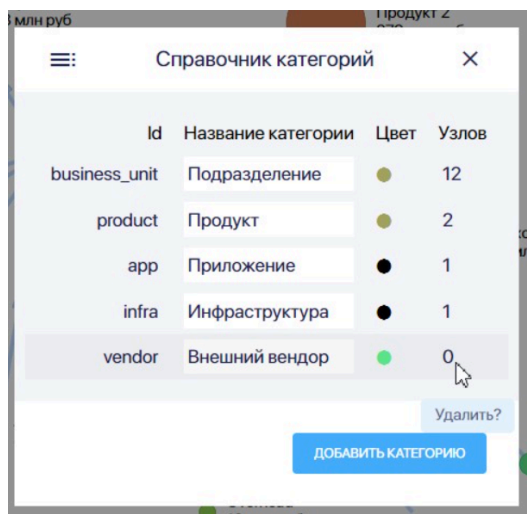 млн руб
Продукт 2
Справочник категорий
Id Название категории Цвет Узлов
business_unit Подразделение 12
product Продукт 2
app Приложение 1
infra Инфраструктура 1
vendor Внешний вендор 0
Удалить?
ДОБАВИТЬ КАТЕГОРИЮ